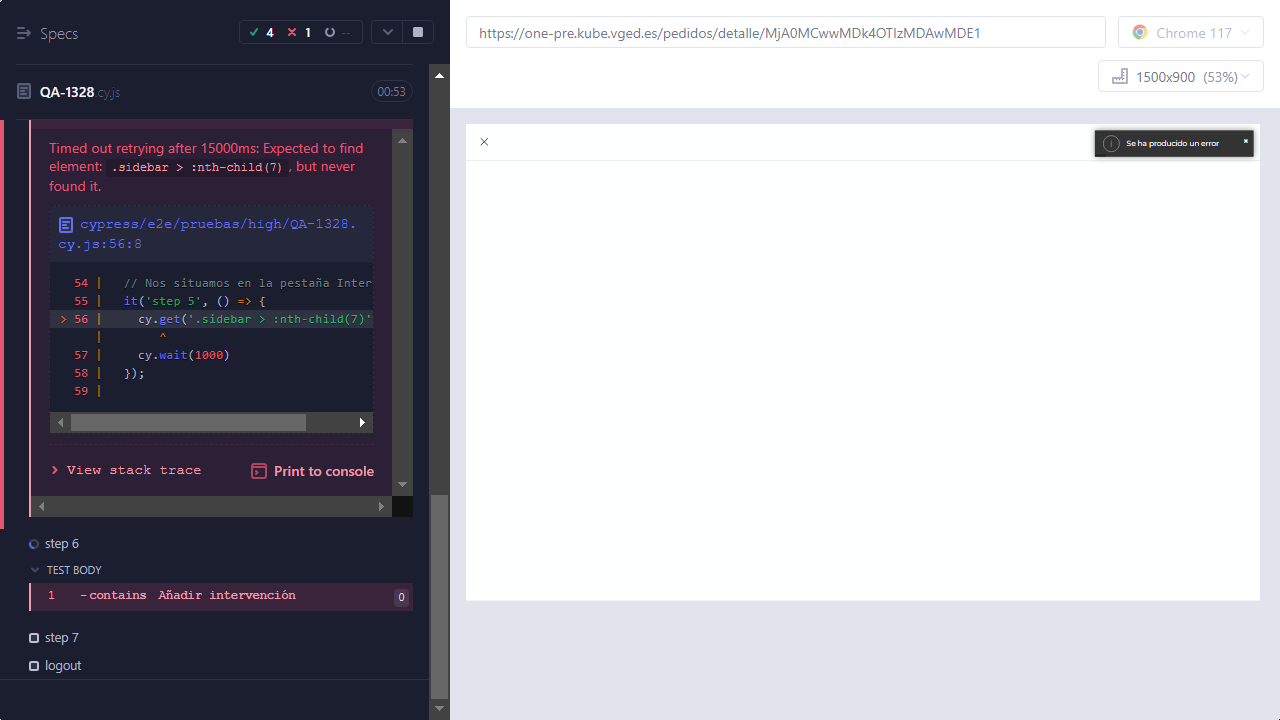 Specs
4
1
--
QA-1328.cy.js
00:53
Timed out retrying after 15000ms: Expected to find
element: .sidebar > :nth-child(7), but never
found it.
cypress/e2e/pruebas/high/QA-1328.
cy.js:56:8
54 | // Nos situamos en la pestaña Inter
55 | it('step 5', () => {
> 56 | cy.get('.sidebar > :nth-child(7)'
| ^
57 | cy.wait(1000)
58 | });
59 |
> View stack trace
Print to console
step 6
TEST BODY
1 -contains Añadir intervención 0
step 7
logout
https://one-pre.kube.vged.es/pedidos/detalle/MjA0MCwwMDk4OTIzMDAwMDE1
Chrome 117
1500x900 (53%)
Se ha producido un error